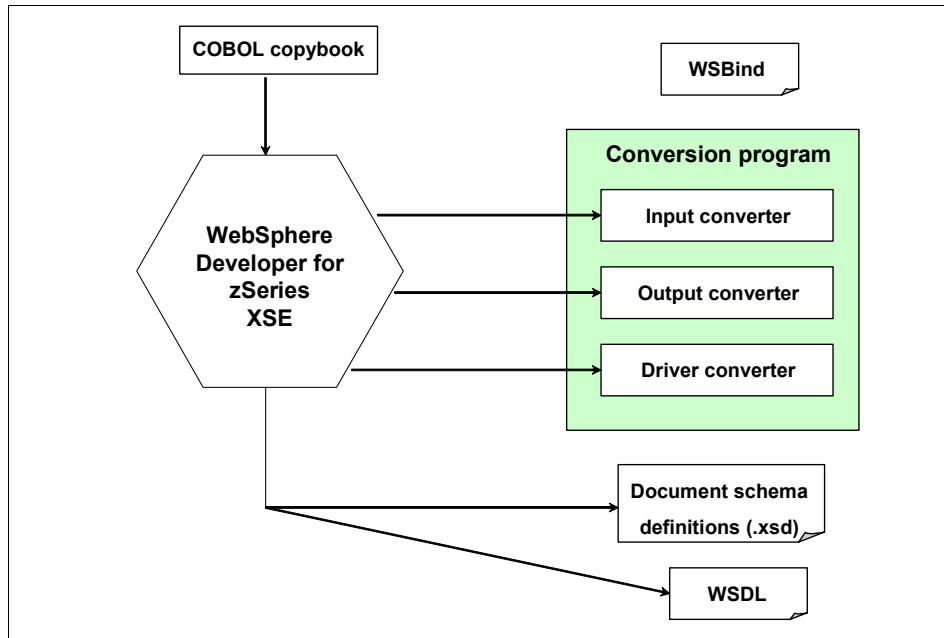 COBOL copybook
WSBind
Conversion program
Input converter
WebSphere
Developer for
zSeries
XSE
Output converter
Driver converter
Document schema
definitions (.xsd)
WSDL